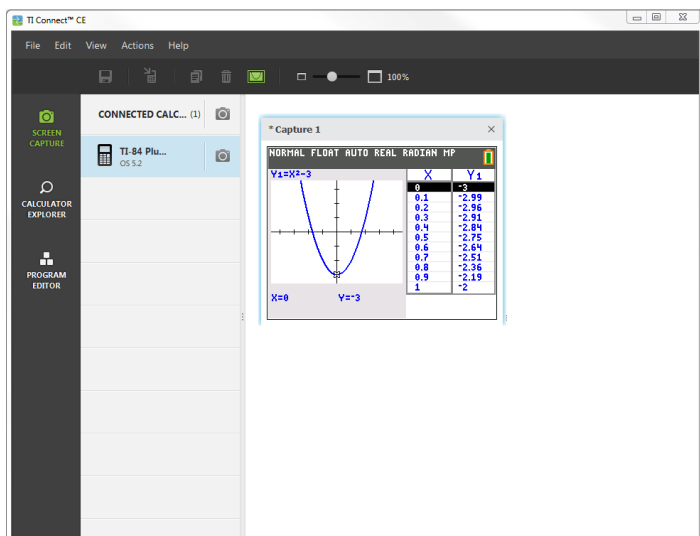 TI Connect™ CE
File Edit View Actions Help
100%
SCREEN
CAPTURE
CALCULATOR
EXPLORER
PROGRAM
EDITOR
CONNECTED CALC... (1)
TI-84 Plu...
OS 5.2
* Capture 1
NORMAL FLOAT AUTO REAL RADIAN MP
Y₁=X²-3
X Y₁
0 -3
0.1 -2.99
0.2 -2.96
0.3 -2.91
0.4 -2.84
0.5 -2.75
0.6 -2.64
0.7 -2.51
0.8 -2.36
0.9 -2.19
1 -2
X=0 Y=-3